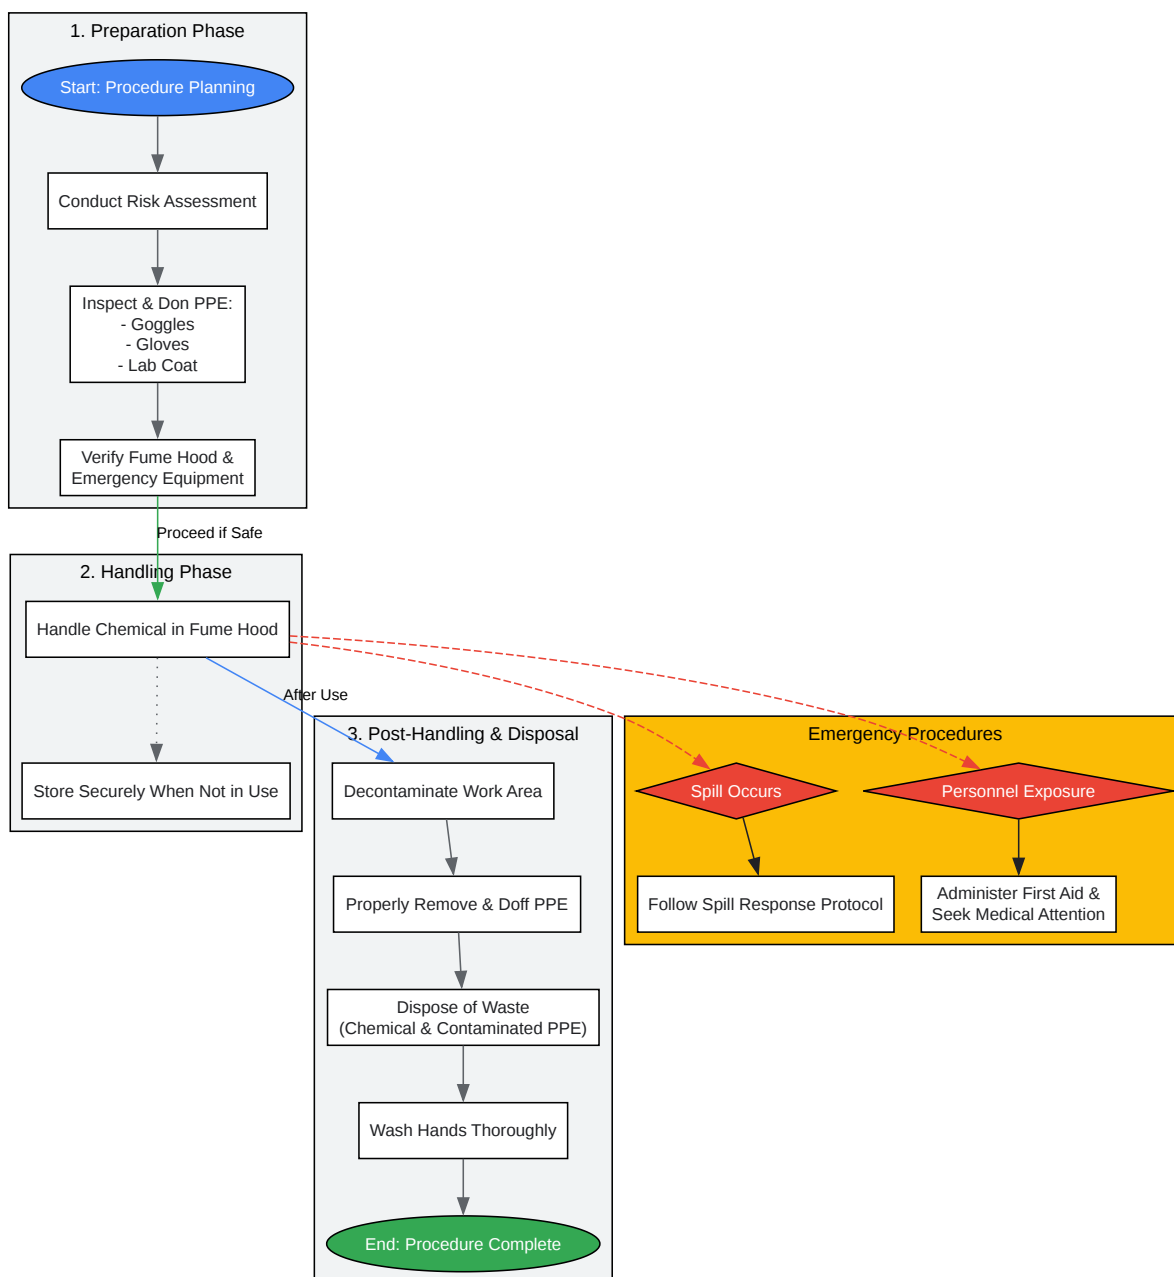 1. Preparation Phase
Start: Procedure Planning
Conduct Risk Assessment
Inspect & Don PPE:
- Goggles
- Gloves
- Lab Coat
Verify Fume Hood &
Emergency Equipment
Proceed if Safe
2. Handling Phase
Handle Chemical in Fume Hood
After Use
Store Securely When Not in Use
3. Post-Handling & Disposal
Decontaminate Work Area
Properly Remove & Doff PPE
Dispose of Waste
(Chemical & Contaminated PPE)
Wash Hands Thoroughly
End: Procedure Complete
Emergency Procedures
Spill Occurs
Follow Spill Response Protocol
Personnel Exposure
Administer First Aid &
Seek Medical Attention